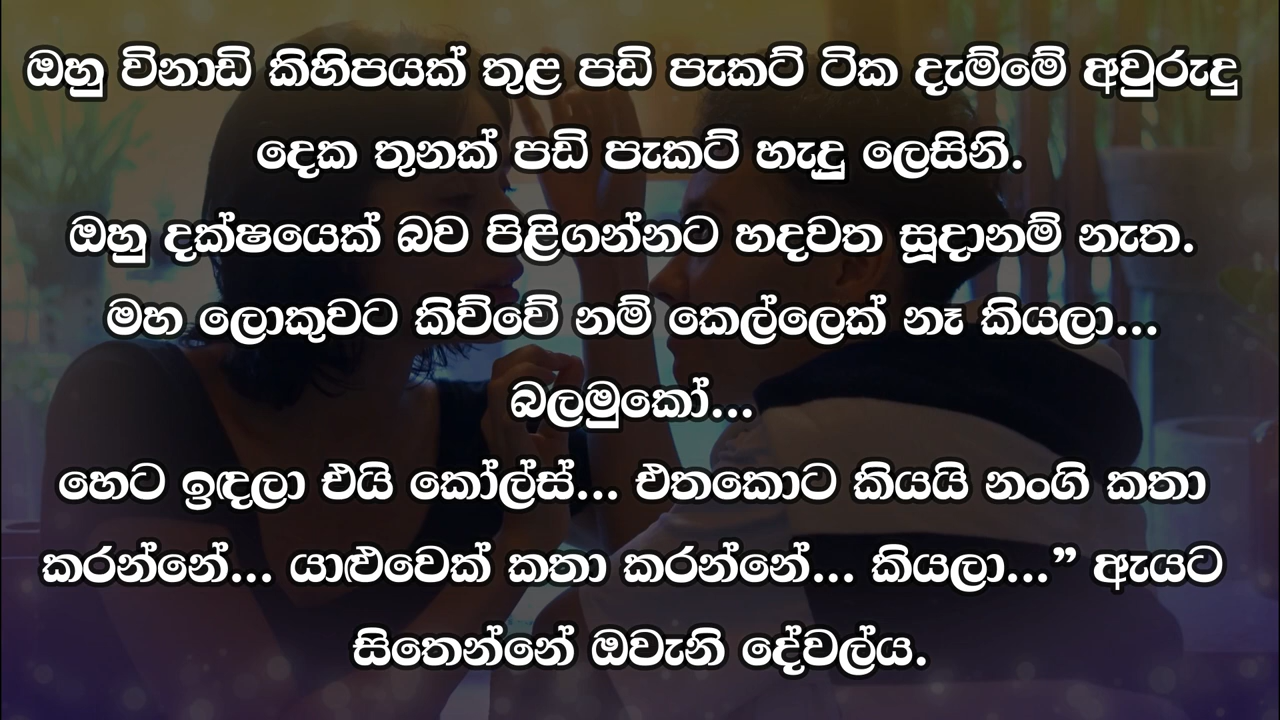 ඔහු විනාඩි කිහිපයක් තුළ පඩි පැකට් ටික දැම්මේ අවුරුදු
දෙක තුනක් පඩි පැකට් හැදූ ලෙසිනි.
ඔහු දක්ෂයෙක් බව පිළිගන්නට හදවත සූදානම් නැත.
මහ ලොකුවට කිව්වේ නම් කෙල්ලෙක් නෑ කියලා...
බලමුකෝ...
හෙට ඉඳලා එයි කෝල්ස්... එතකොට කියයි නංගි කතා
කරන්නේ... යාළුවෙක් කතා කරන්නේ... කියලා...” ඇයට
සිතෙන්නේ ඔවැනි දේවල්ය.